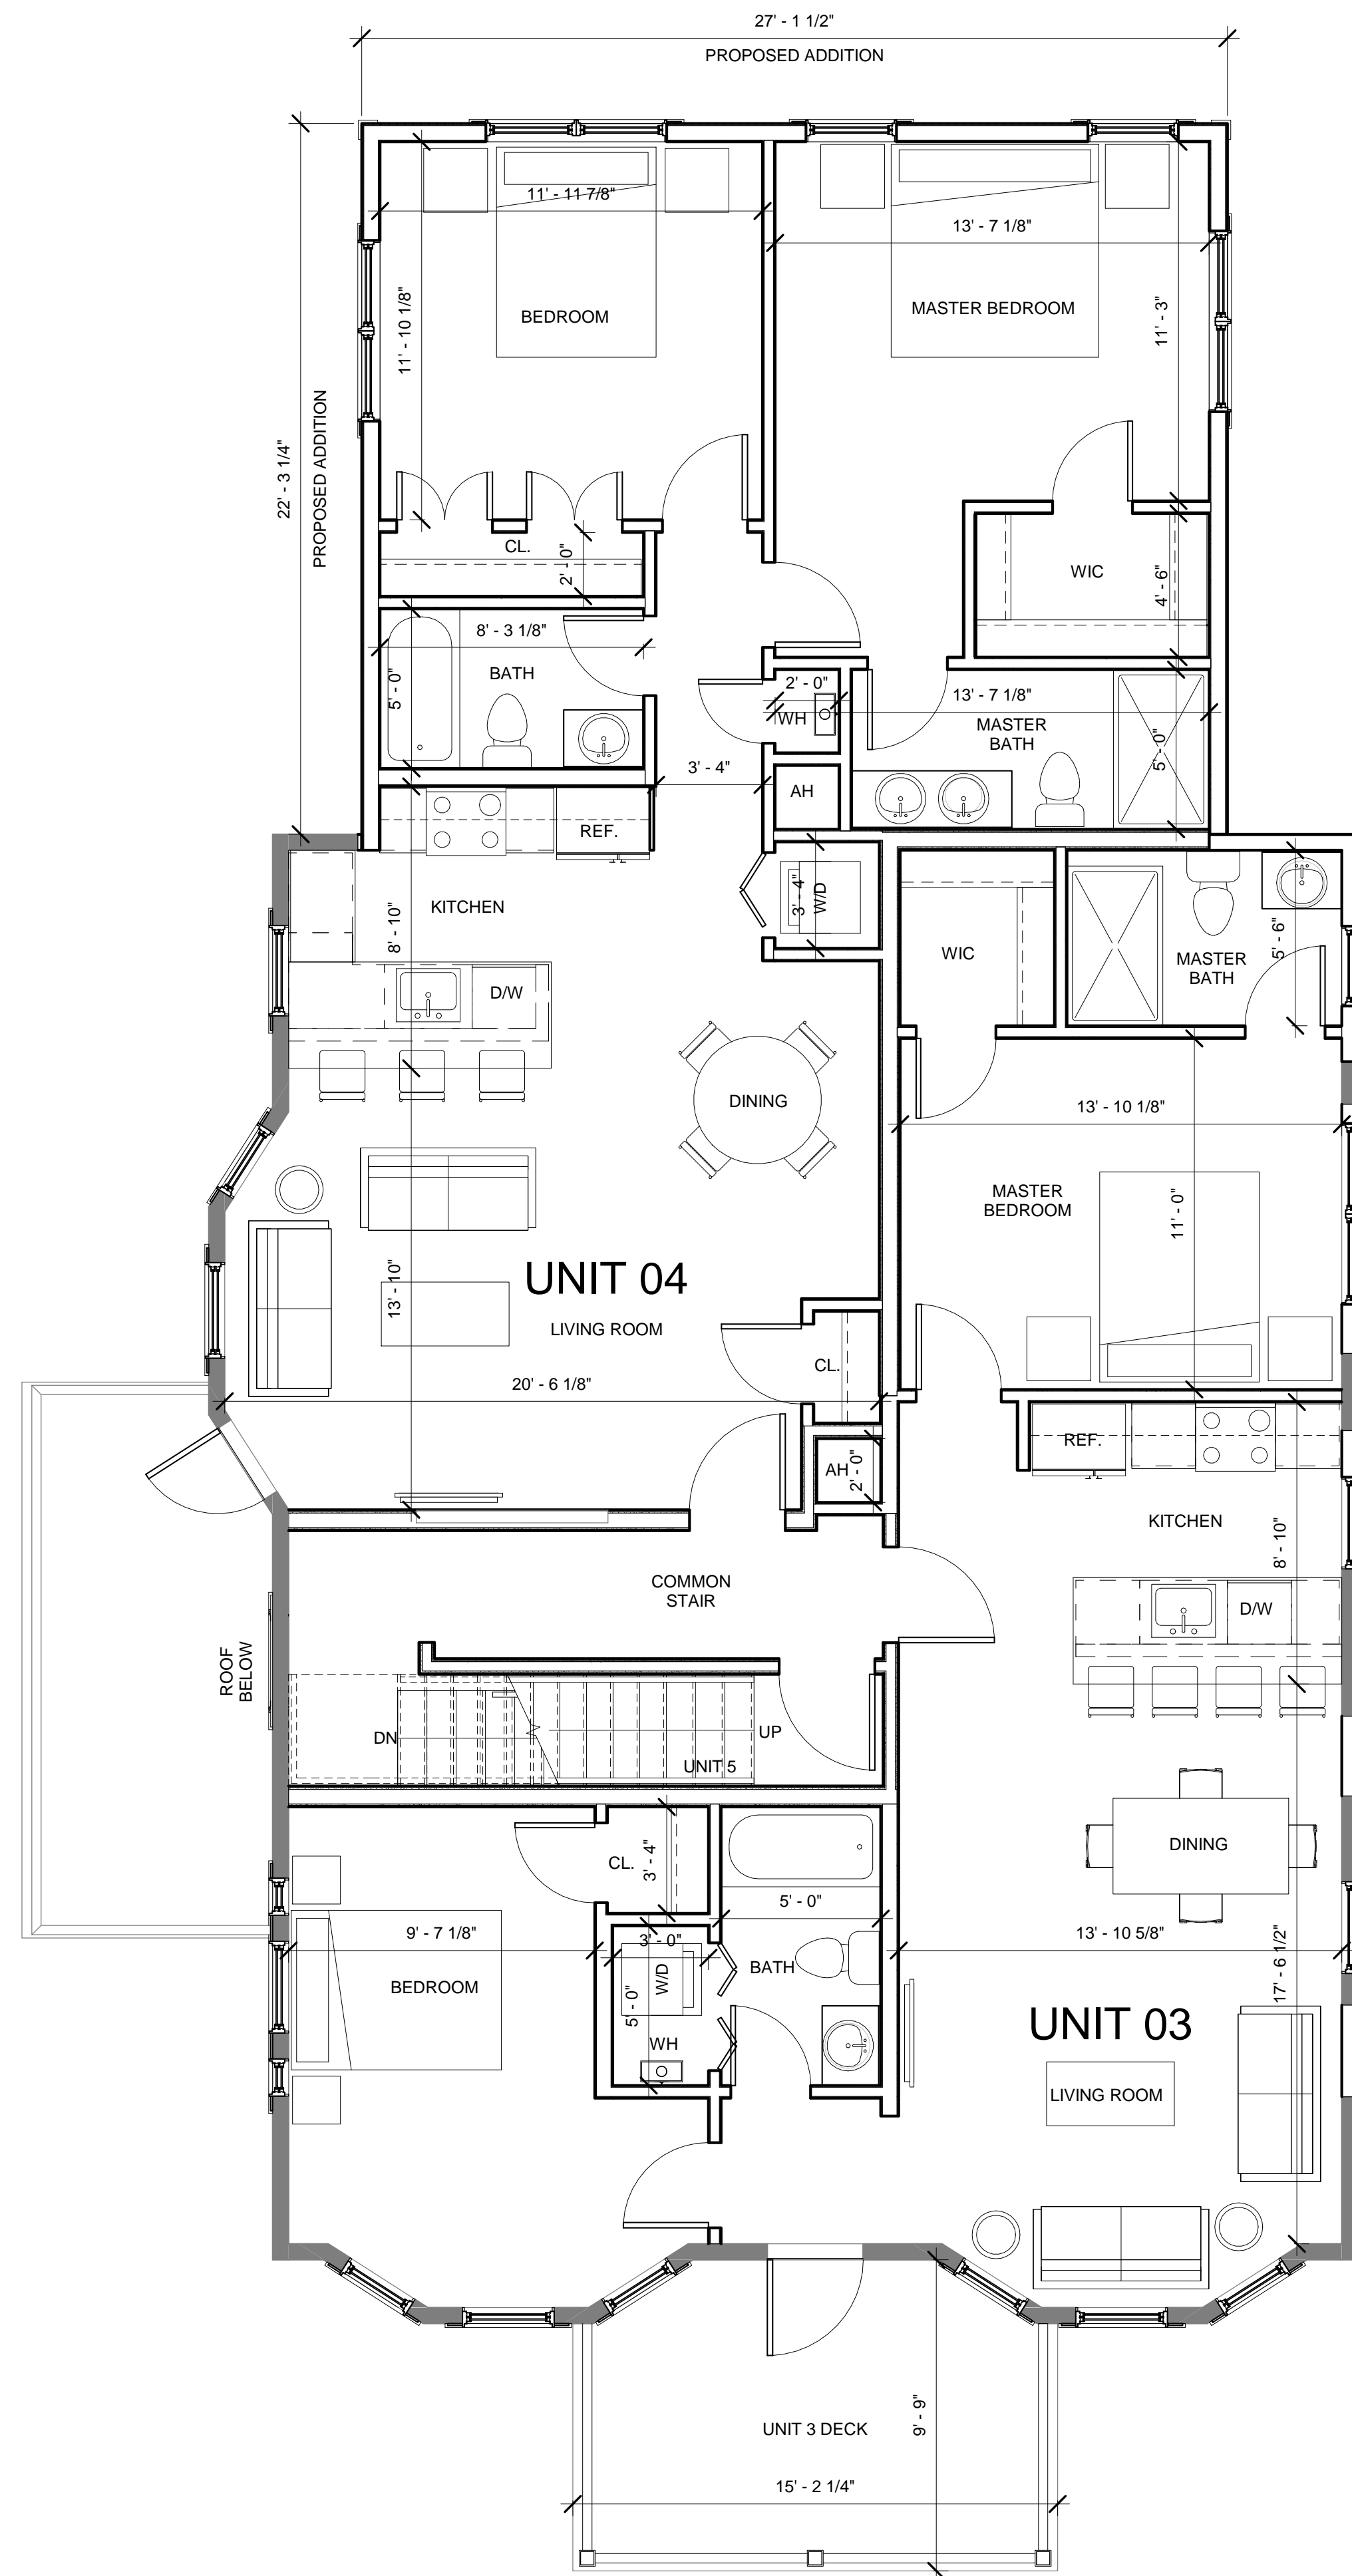 27' - 1 1/2"
PROPOSED ADDITION
22' - 3 1/4"
PROPOSED ADDITION
11' - 11 7/8"
11' - 10 1/8"
BEDROOM
13' - 7 1/8"
MASTER BEDROOM
11' - 3"
CL.
2' - 0"
WIC
4' - 6"
8' - 3 1/8"
BATH
5' - 0"
2' - 0"
WH
13' - 7 1/8"
MASTER
BATH
5' - 0"
3' - 4"
AH
REF.
KITCHEN
8' - 10"
3' - 4"
W/D
D/W
WIC
MASTER
BATH
5' - 6"
DINING
13' - 10 1/8"
MASTER
BEDROOM
11' - 0"
UNIT 04
13' - 10"
LIVING ROOM
20' - 6 1/8"
CL.
AH
2' - 0"
REF.
KITCHEN
8' - 10"
D/W
COMMON
STAIR
ROOF
BELOW
DN
UP
UNIT 5
DINING
CL.
3' - 4"
5' - 0"
9' - 7 1/8"
3' - 0"
13' - 10 5/8"
17' - 6 1/2"
BEDROOM
W/D
BATH
5' - 0"
WH
UNIT 03
LIVING ROOM
UNIT 3 DECK
9' - 9"
15' - 2 1/4"